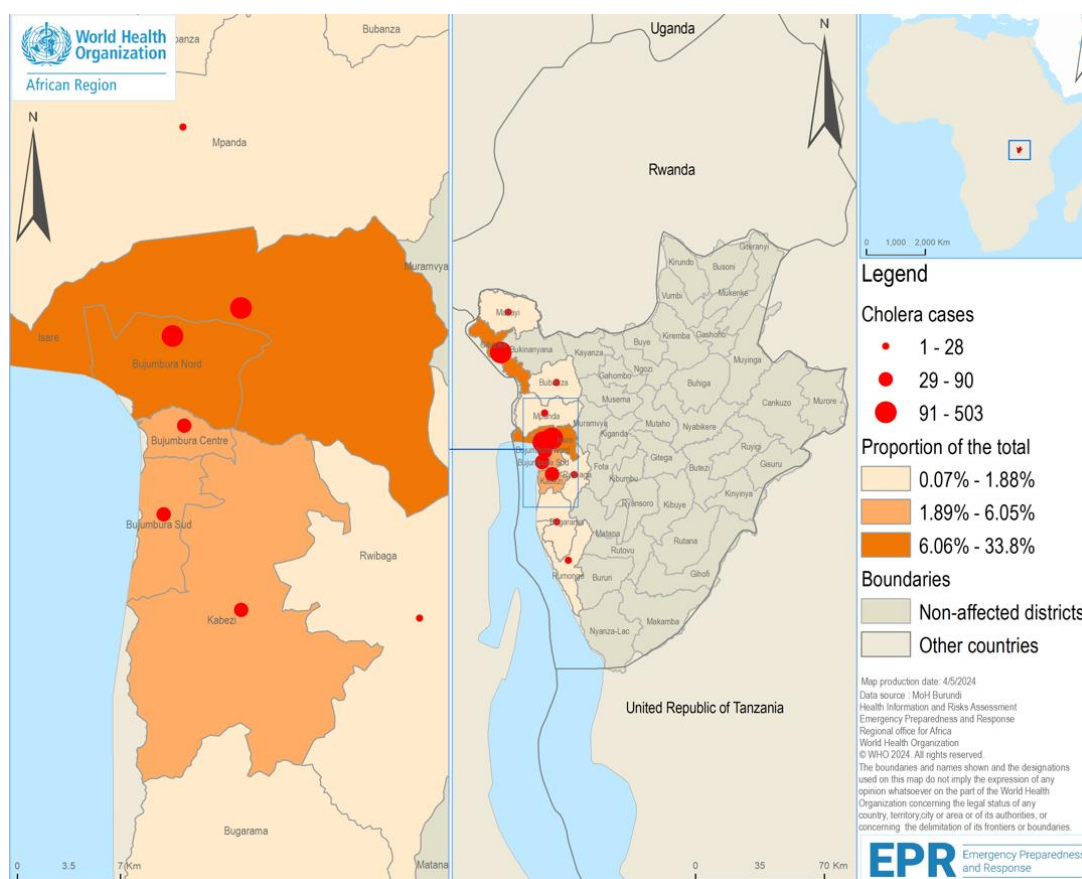 World Health
Organization
African Region
Bubanza
N
Mpanda
Muramvya
Isare
Bujumbura Nord
Bujumbura Centre
Bujumbura Sud
Rwibaga
Kabezi
Bugarama
Matana
0 3.5 7 Km
Uganda
N
Rwanda
Giteranyi
Kirundo
Busoni
Vumbi
Mukenke
Kiremba
Gashoho
Buye
Bukinanyana
Kayanza
Ngozi
Muyinga
Gahombo
Buhiga
Musema
Cankuzo
Murore
Mpanda
Muramvya
Mutaho
Nyabikere
Kiganda
Bujumbura Sud
Fota
Gitega
Ruyigi
Butezi
Gisuru
Kibumbu
Kinyinya
Ryansoro
Kibuye
Matana
Rutana
Rutovu
Rumonge
Bururi
Gihofi
Makamba
Nyanza-Lac
United Republic of Tanzania
0 35 70 Km
0 1,000 2,000 Km
Legend
Cholera cases
1 - 28
29 - 90
91 - 503
Proportion of the total
0.07% - 1.88%
1.89% - 6.05%
6.06% - 33.8%
Boundaries
Non-affected districts
Other countries
Map production date: 4/5/2024
Data source : MoH Burundi
Health Information and Risks Assessment
Emergency Preparedness and Response
Regional office for Africa
World Health Organization
© WHO 2024. All rights reserved.
The boundaries and names shown and the designations
used on this map do not imply the expression of any
opinion whatsoever on the part of the World Health
Organization concerning the legal status of any
country, territory,city or area or of its authorities, or
concerning the delimitation of its frontiers or boundaries.
EPR Emergency Preparedness
and Response